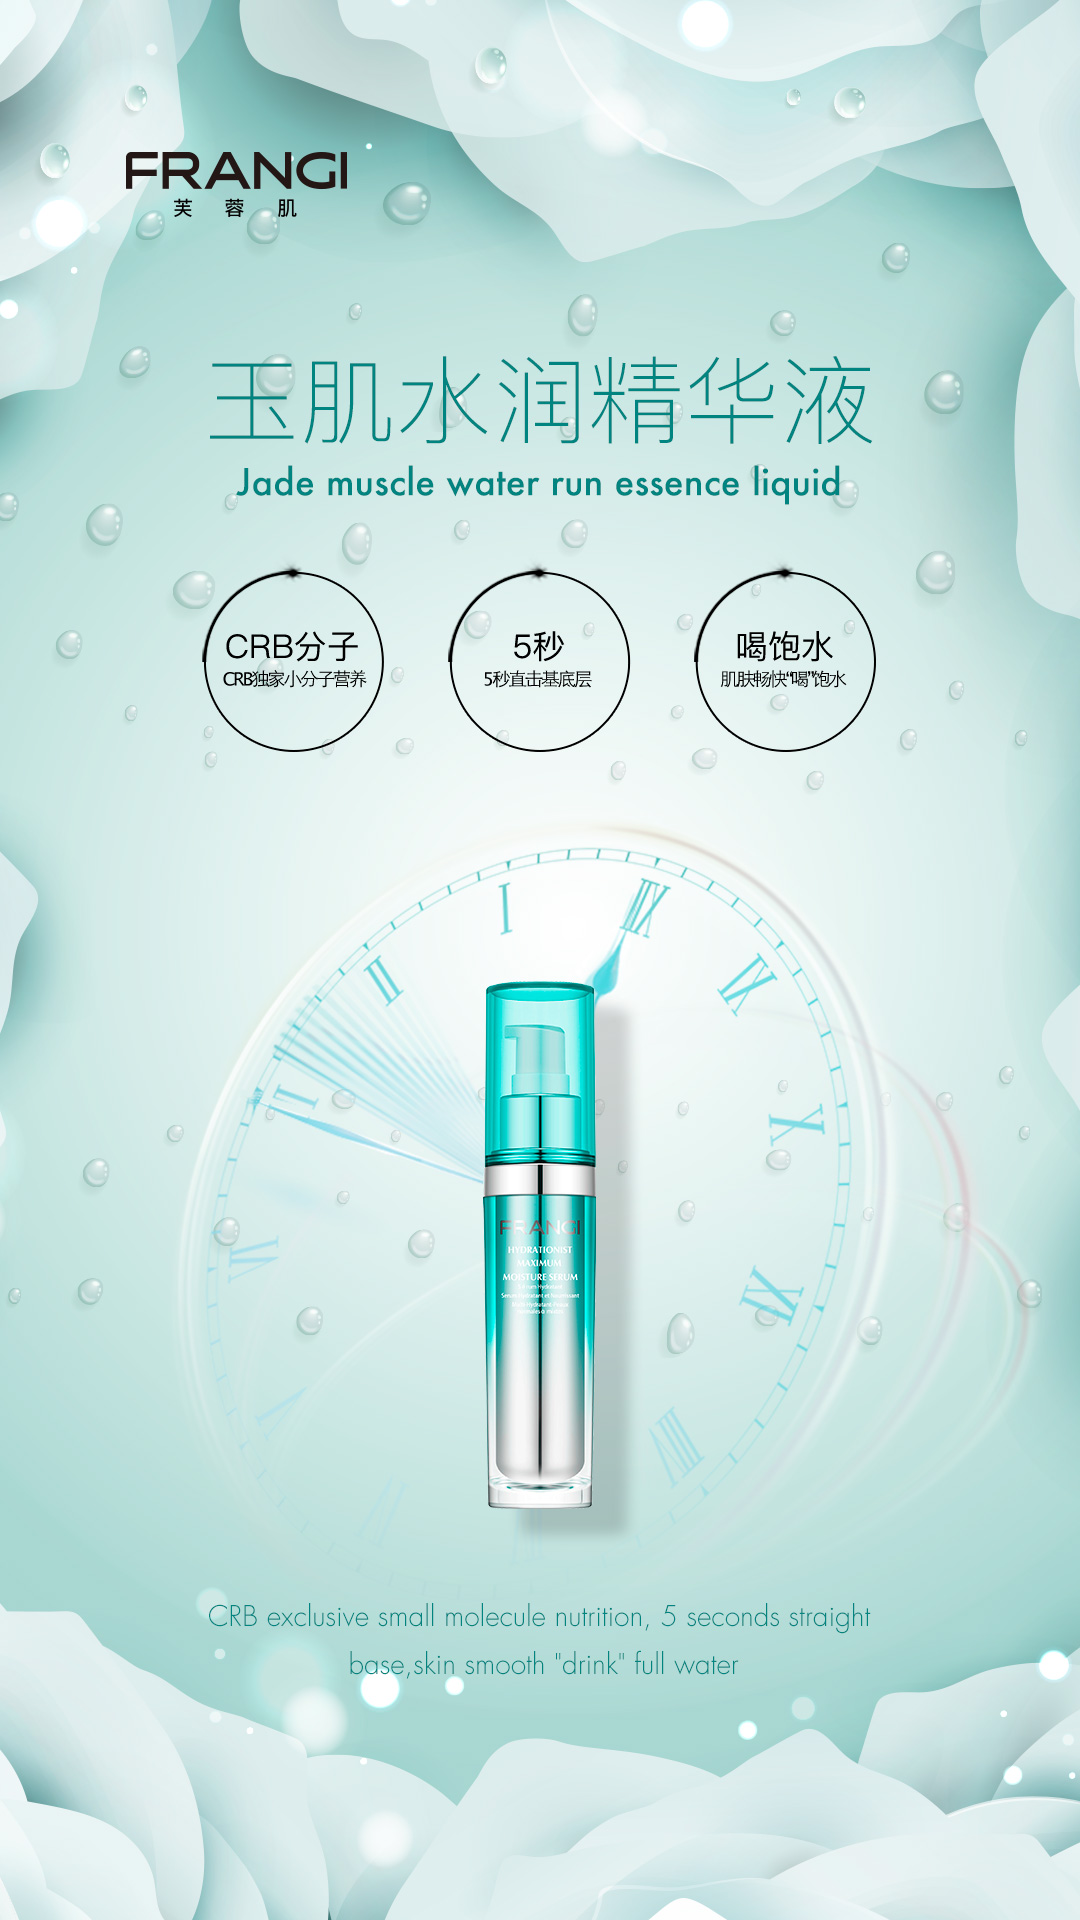 FRANGI
芙蓉肌
玉肌水润精华液
Jade muscle water run essence liquid
CRB分子
CRB独家小分子营养
5秒
5秒直击基底层
喝饱水
肌肤畅快“喝”饱水
I
II
FRANGI
HYDRATIONIST
MAXIMUM
MOISTURE SERUM
CRB exclusive small molecule nutrition, 5 seconds straight
base,skin smooth "drink" full water